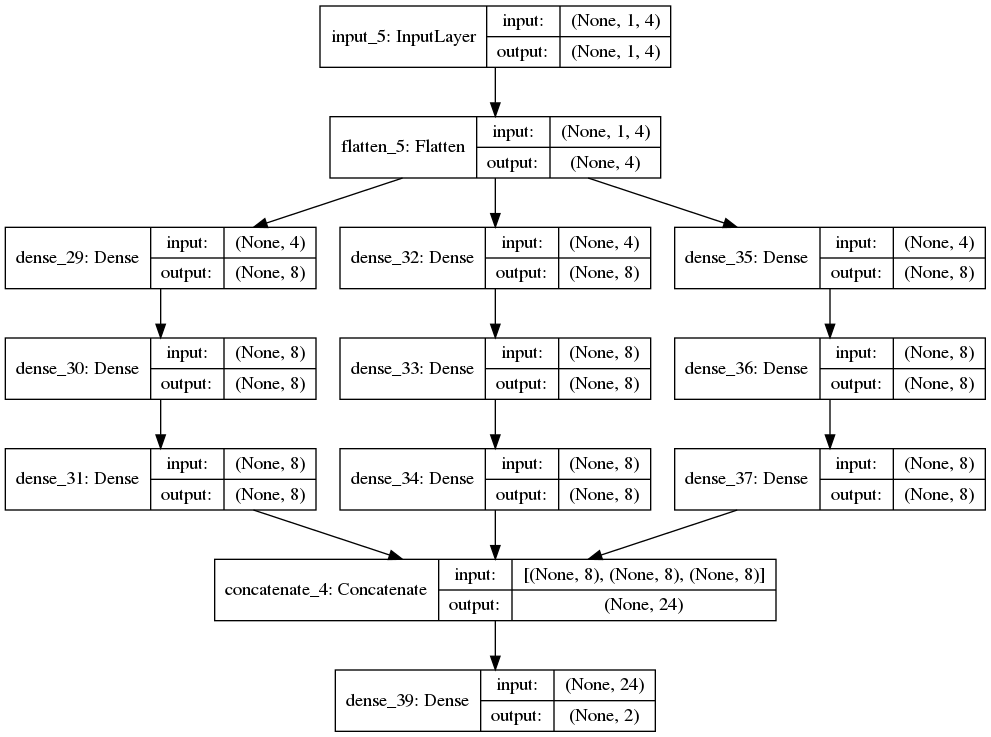 input_5: InputLayer
input: (None, 1, 4)
output: (None, 1, 4)
flatten_5: Flatten
input: (None, 1, 4)
output: (None, 4)
dense_29: Dense
input: (None, 4)
output: (None, 8)
dense_32: Dense
input: (None, 4)
output: (None, 8)
dense_35: Dense
input: (None, 4)
output: (None, 8)
dense_30: Dense
input: (None, 8)
output: (None, 8)
dense_33: Dense
input: (None, 8)
output: (None, 8)
dense_36: Dense
input: (None, 8)
output: (None, 8)
dense_31: Dense
input: (None, 8)
output: (None, 8)
dense_34: Dense
input: (None, 8)
output: (None, 8)
dense_37: Dense
input: (None, 8)
output: (None, 8)
concatenate_4: Concatenate
input: [(None, 8), (None, 8), (None, 8)]
output: (None, 24)
dense_39: Dense
input: (None, 24)
output: (None, 2)